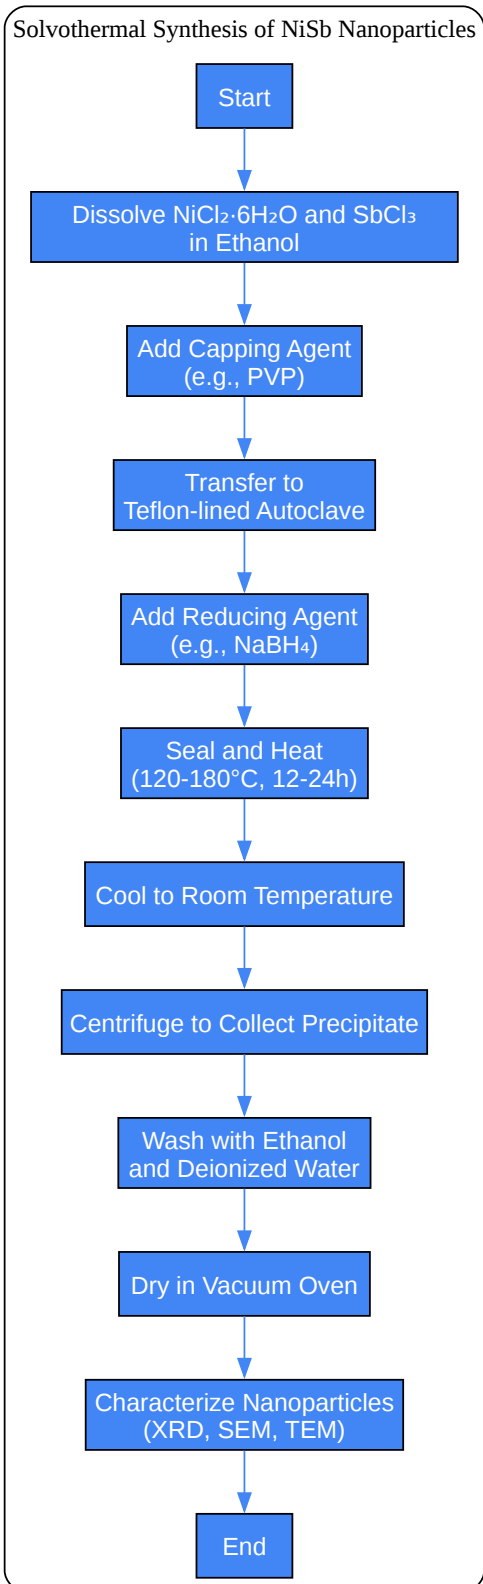 Solvothermal Synthesis of NiSb Nanoparticles
Start
Dissolve NiCl₂·6H₂O and SbCl₃
in Ethanol
Add Capping Agent
(e.g., PVP)
Transfer to
Teflon-lined Autoclave
Add Reducing Agent
(e.g., NaBH₄)
Seal and Heat
(120-180°C, 12-24h)
Cool to Room Temperature
Centrifuge to Collect Precipitate
Wash with Ethanol
and Deionized Water
Dry in Vacuum Oven
Characterize Nanoparticles
(XRD, SEM, TEM)
End